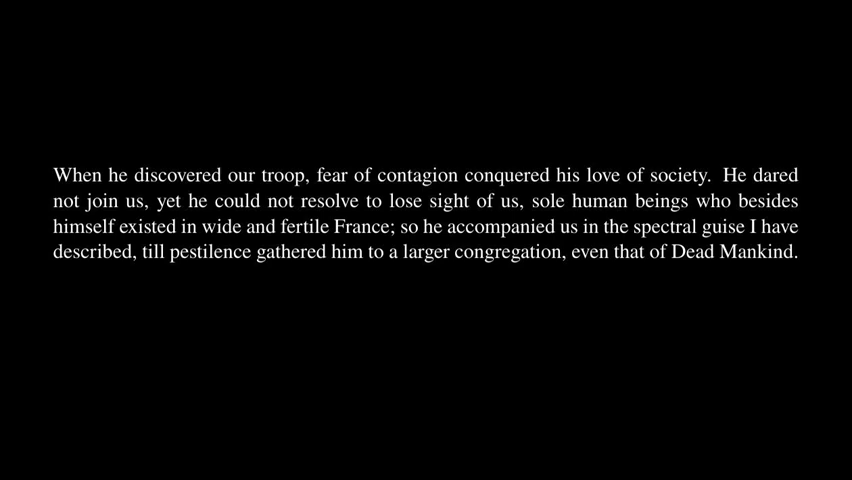 When he discovered our troop, fear of contagion conquered his love of society. He dared
not join us, yet he could not resolve to lose sight of us, sole human beings who besides
himself existed in wide and fertile France; so he accompanied us in the spectral guise I have
described, till pestilence gathered him to a larger congregation, even that of Dead Mankind.